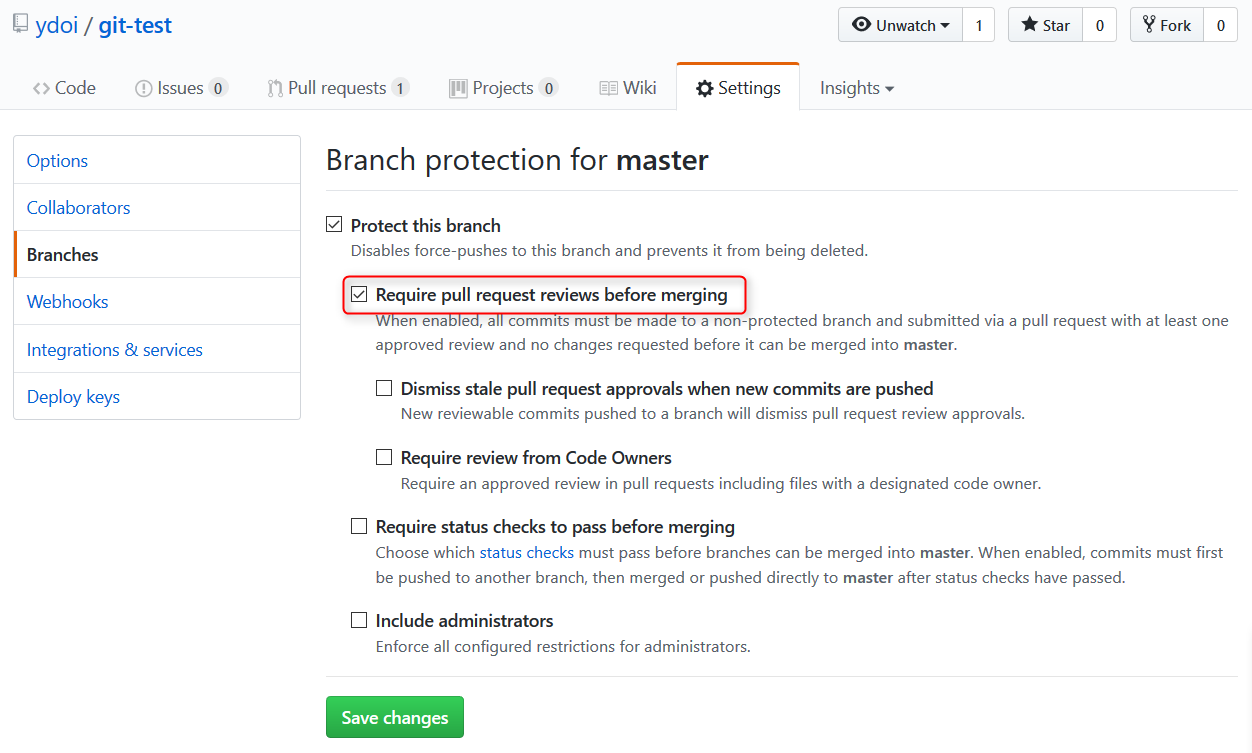 ydoi / git-test
Unwatch 1
Star 0
Fork 0
Code
Issues 0
Pull requests 1
Projects 0
Wiki
Settings
Insights
Options
Collaborators
Branches
Webhooks
Integrations & services
Deploy keys
Branch protection for master
Protect this branch
Disables force-pushes to this branch and prevents it from being deleted.
Require pull request reviews before merging
When enabled, all commits must be made to a non-protected branch and submitted via a pull request with at least one
approved review and no changes requested before it can be merged into master.
Dismiss stale pull request approvals when new commits are pushed
New reviewable commits pushed to a branch will dismiss pull request review approvals.
Require review from Code Owners
Require an approved review in pull requests including files with a designated code owner.
Require status checks to pass before merging
Choose which status checks must pass before branches can be merged into master. When enabled, commits must first
be pushed to another branch, then merged or pushed directly to master after status checks have passed.
Include administrators
Enforce all configured restrictions for administrators.
Save changes